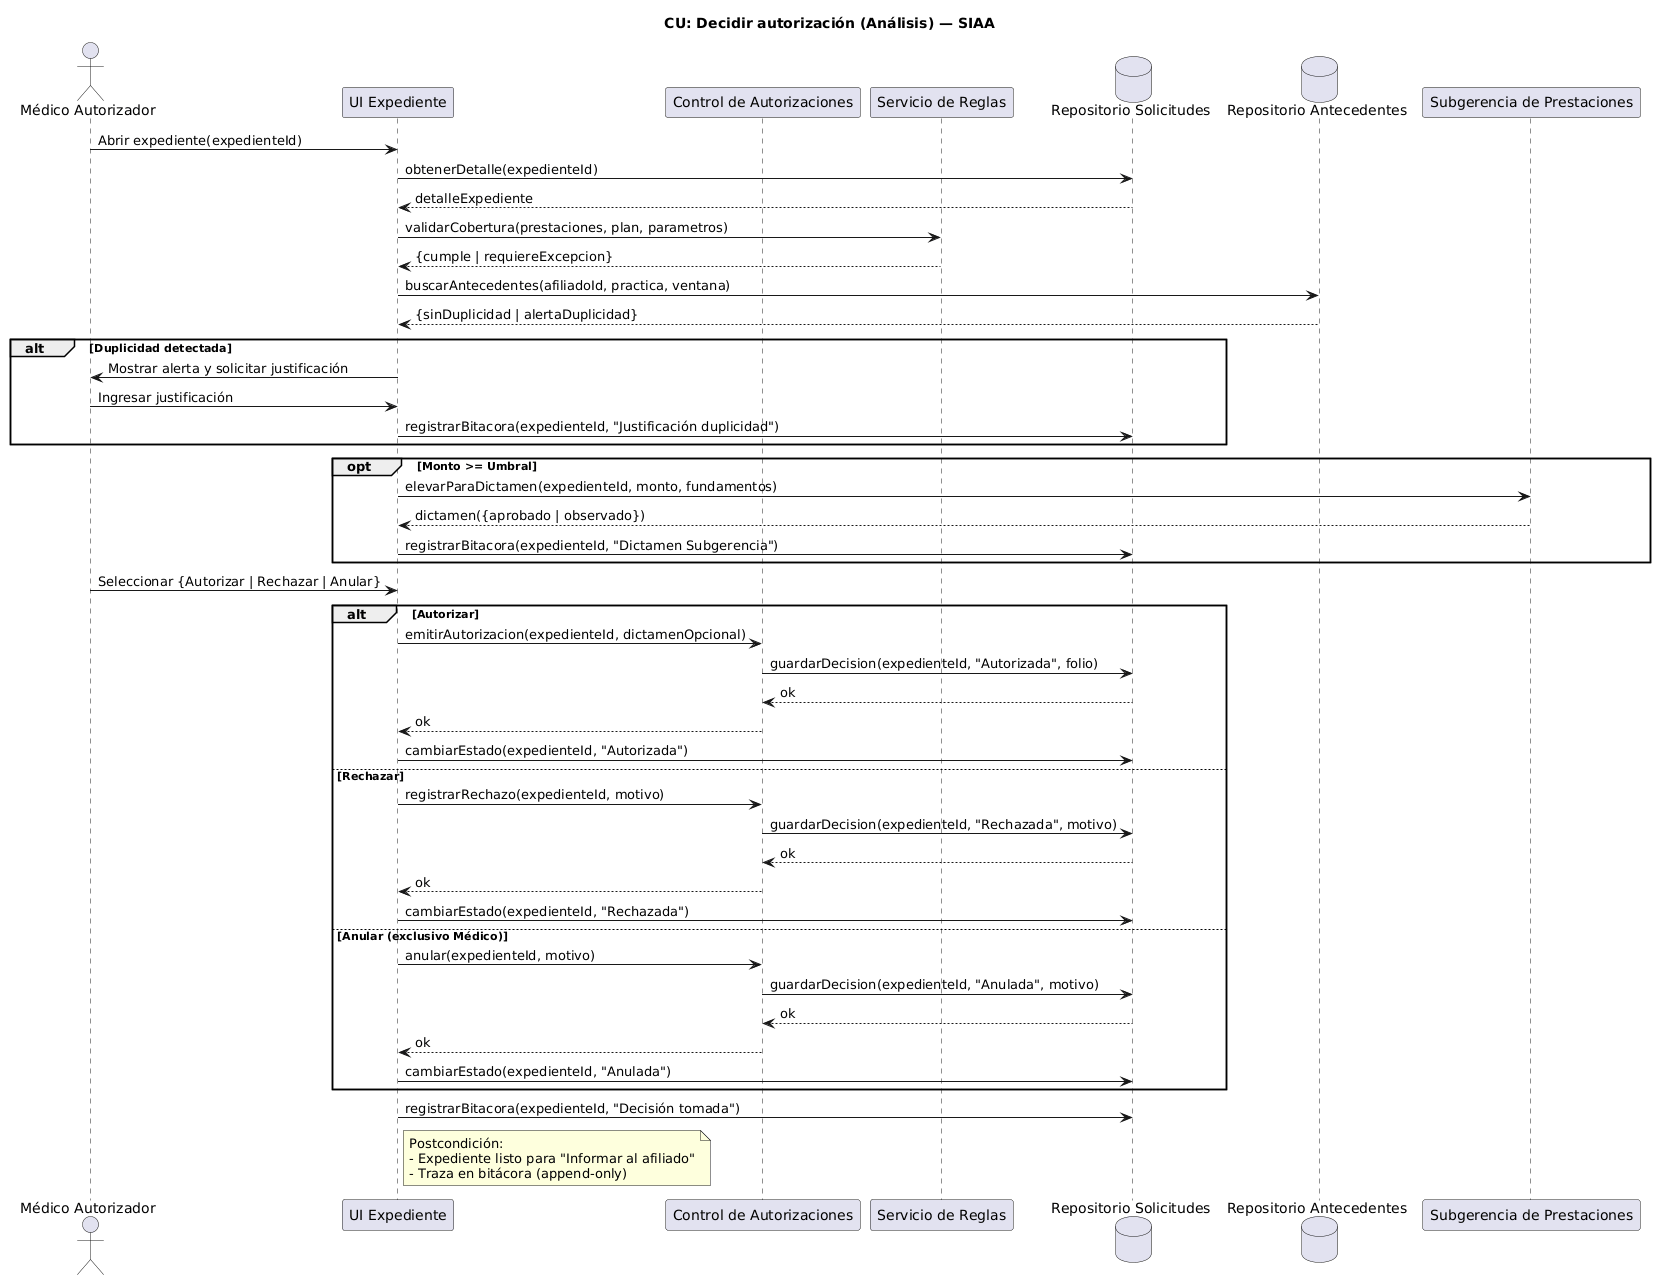 CU: Decidir autorización (Análisis) — SIAA
Médico Autorizador
UI Expediente
Control de Autorizaciones
Servicio de Reglas
Repositorio Solicitudes
Repositorio Antecedentes
Subgerencia de Prestaciones
Abrir expediente(expedienteId)
obtenerDetalle(expedienteId)
detalleExpediente
validarCobertura(prestaciones, plan, parametros)
{cumple | requiereExcepcion}
buscarAntecedentes(afiliadoId, practica, ventana)
{sinDuplicidad | alertaDuplicidad}
alt
[Duplicidad detectada]
Mostrar alerta y solicitar justificación
Ingresar justificación
registrarBitacora(expedienteId, "Justificación duplicidad")
opt
[Monto >= Umbral]
elevarParaDictamen(expedienteId, monto, fundamentos)
dictamen({aprobado | observado})
registrarBitacora(expedienteId, "Dictamen Subgerencia")
Seleccionar {Autorizar | Rechazar | Anular}
alt
[Autorizar]
emitirAutorizacion(expedienteId, dictamenOpcional)
guardarDecision(expedienteId, "Autorizada", folio)
ok
ok
cambiarEstado(expedienteId, "Autorizada")
[Rechazar]
registrarRechazo(expedienteId, motivo)
guardarDecision(expedienteId, "Rechazada", motivo)
ok
ok
cambiarEstado(expedienteId, "Rechazada")
[Anular (exclusivo Médico)]
anular(expedienteId, motivo)
guardarDecision(expedienteId, "Anulada", motivo)
ok
ok
cambiarEstado(expedienteId, "Anulada")
registrarBitacora(expedienteId, "Decisión tomada")
Postcondición:
- Expediente listo para "Informar al afiliado"
- Traza en bitácora (append-only)
Médico Autorizador
UI Expediente
Control de Autorizaciones
Servicio de Reglas
Repositorio Solicitudes
Repositorio Antecedentes
Subgerencia de Prestaciones